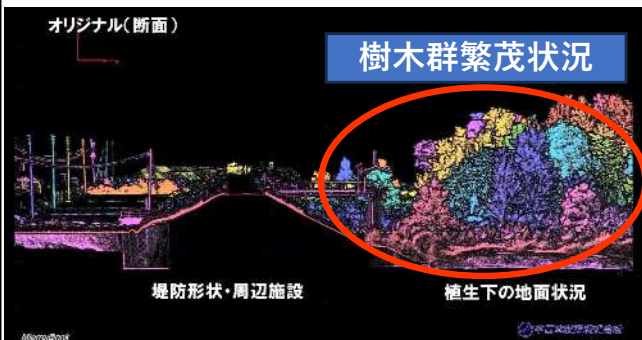 オリジナル(断面)
樹木群繁茂状況
堤防形状・周辺施設
植生下の地面状況